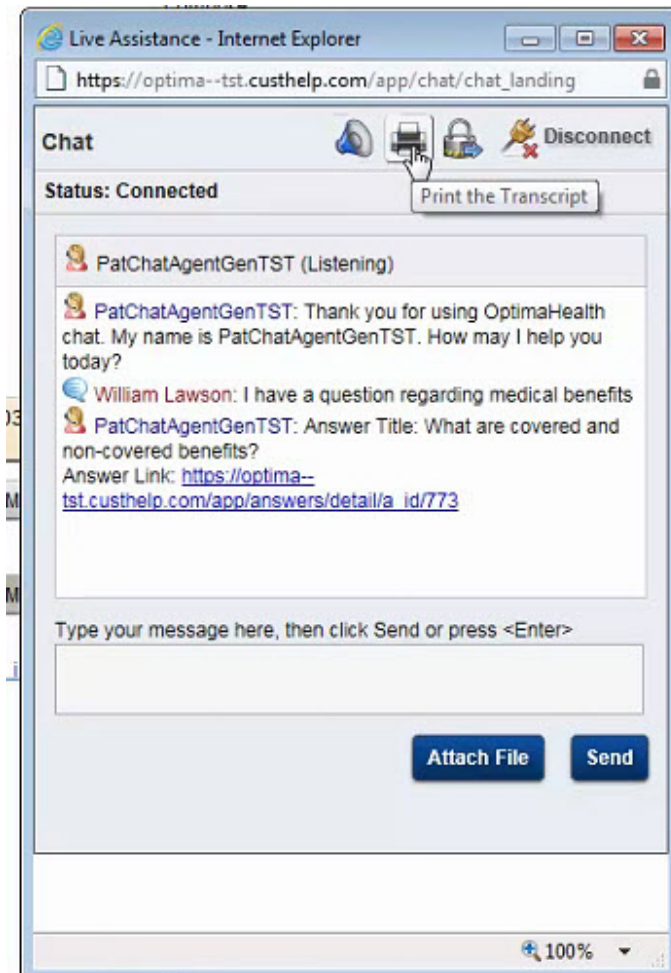 Live Assistance - Internet Explorer
https://optima--tst.custhelp.com/app/chat/chat_landing
Chat
Disconnect
Status: Connected
Print the Transcript
PatChatAgentGenTST (Listening)
PatChatAgentGenTST: Thank you for using OptimaHealth
chat. My name is PatChatAgentGenTST. How may I help you
today?
William Lawson: I have a question regarding medical benefits
PatChatAgentGenTST: Answer Title: What are covered and
non-covered benefits?
Answer Link: https://optima--
tst.custhelp.com/app/answers/detail/a_id/773
Type your message here, then click Send or press <Enter>
Attach File
Send
100%